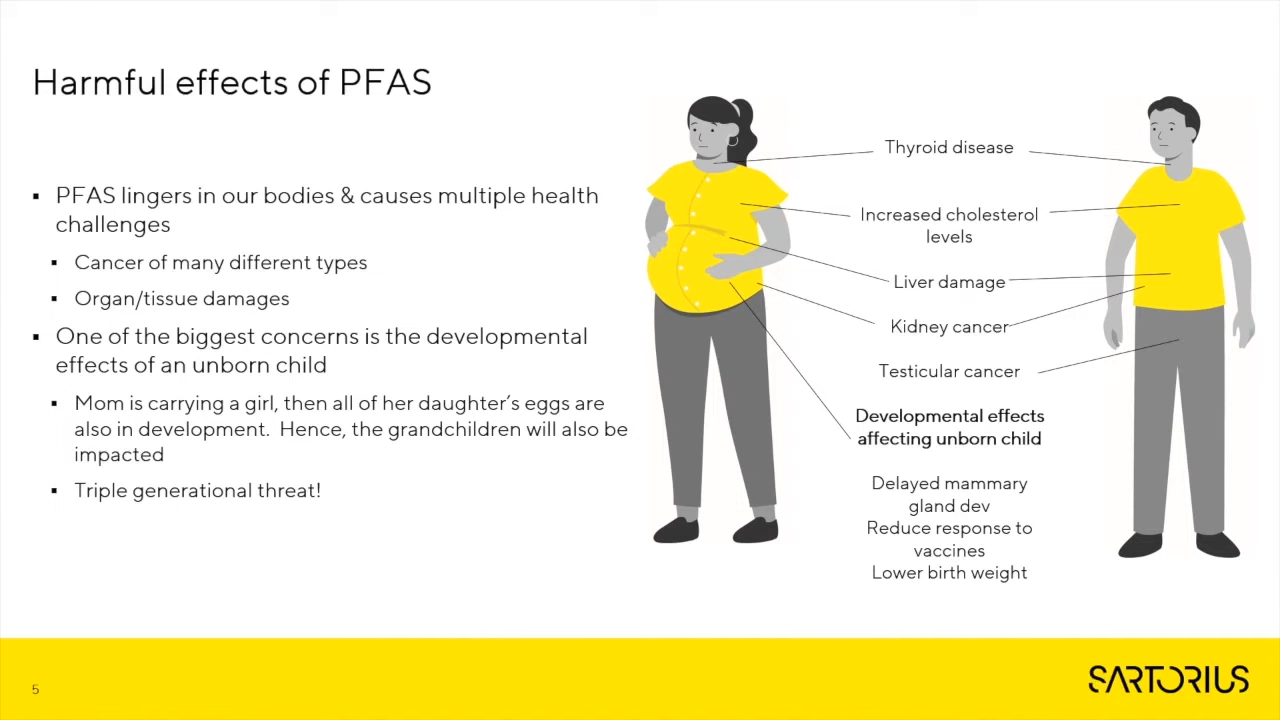 Harmful effects of PFAS
▪ PFAS lingers in our bodies & causes multiple health
challenges
▪ Cancer of many different types
▪ Organ/tissue damages
▪ One of the biggest concerns is the developmental
effects of an unborn child
▪ Mom is carrying a girl, then all of her daughter’s eggs are
also in development.  Hence, the grandchildren will also be
impacted
▪ Triple generational threat!
Thyroid disease
Increased cholesterol
levels
Liver damage
Kidney cancer
Testicular cancer
Developmental effects
affecting unborn child
Delayed mammary
gland dev
Reduce response to
vaccines
Lower birth weight
5
SARTORIUS